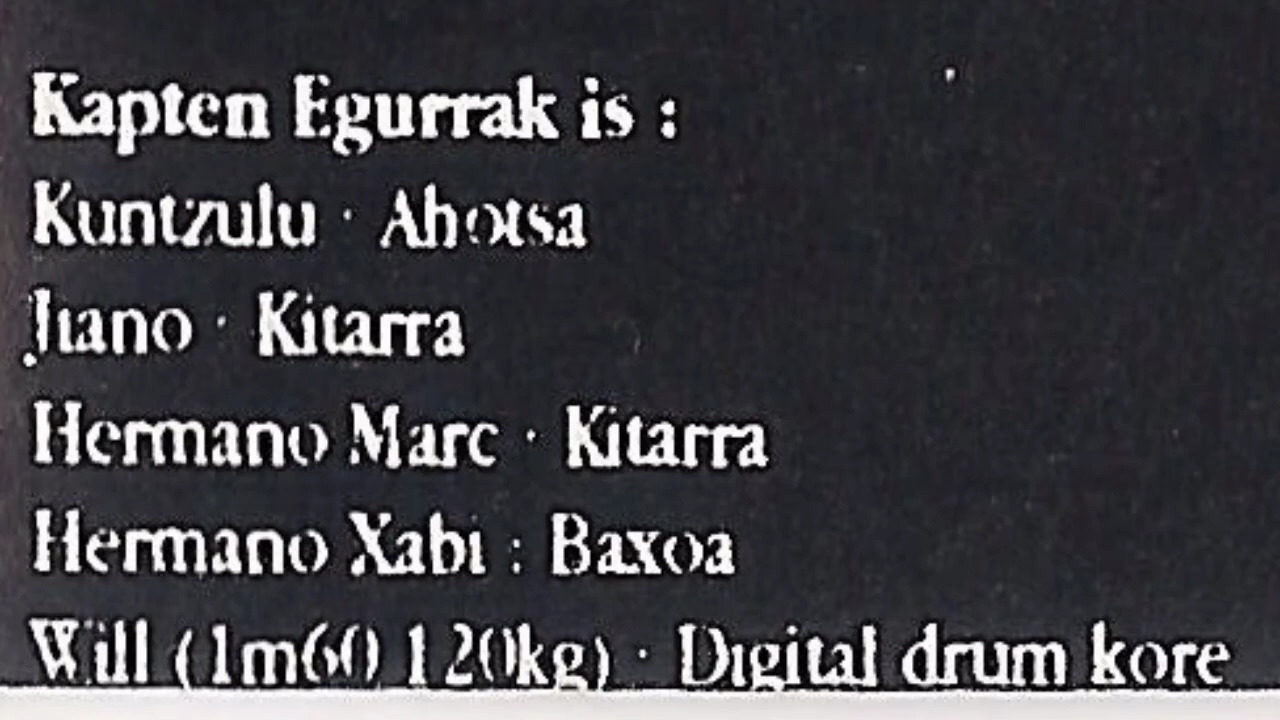 Kapten Egurrak is :
Kuntzulu · Ahotsa
Jiano · Kitarra
Hermano Marc · Kitarra
Hermano Xabi : Baxoa
Will (1m60 120kg) · Digital drum kore